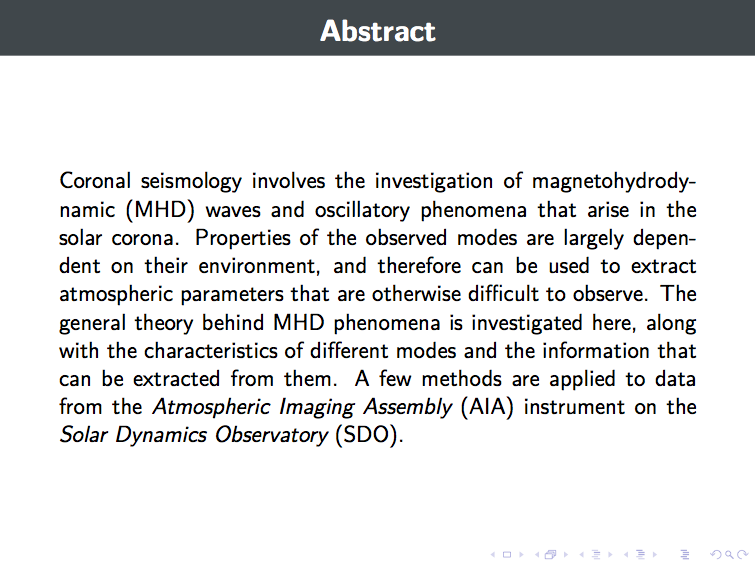 Abstract
Coronal seismology involves the investigation of magnetohydrody-
namic (MHD) waves and oscillatory phenomena that arise in the
solar corona. Properties of the observed modes are largely depen-
dent on their environment, and therefore can be used to extract
atmospheric parameters that are otherwise difficult to observe. The
general theory behind MHD phenomena is investigated here, along
with the characteristics of different modes and the information that
can be extracted from them. A few methods are applied to data
from the Atmospheric Imaging Assembly (AIA) instrument on the
Solar Dynamics Observatory (SDO).